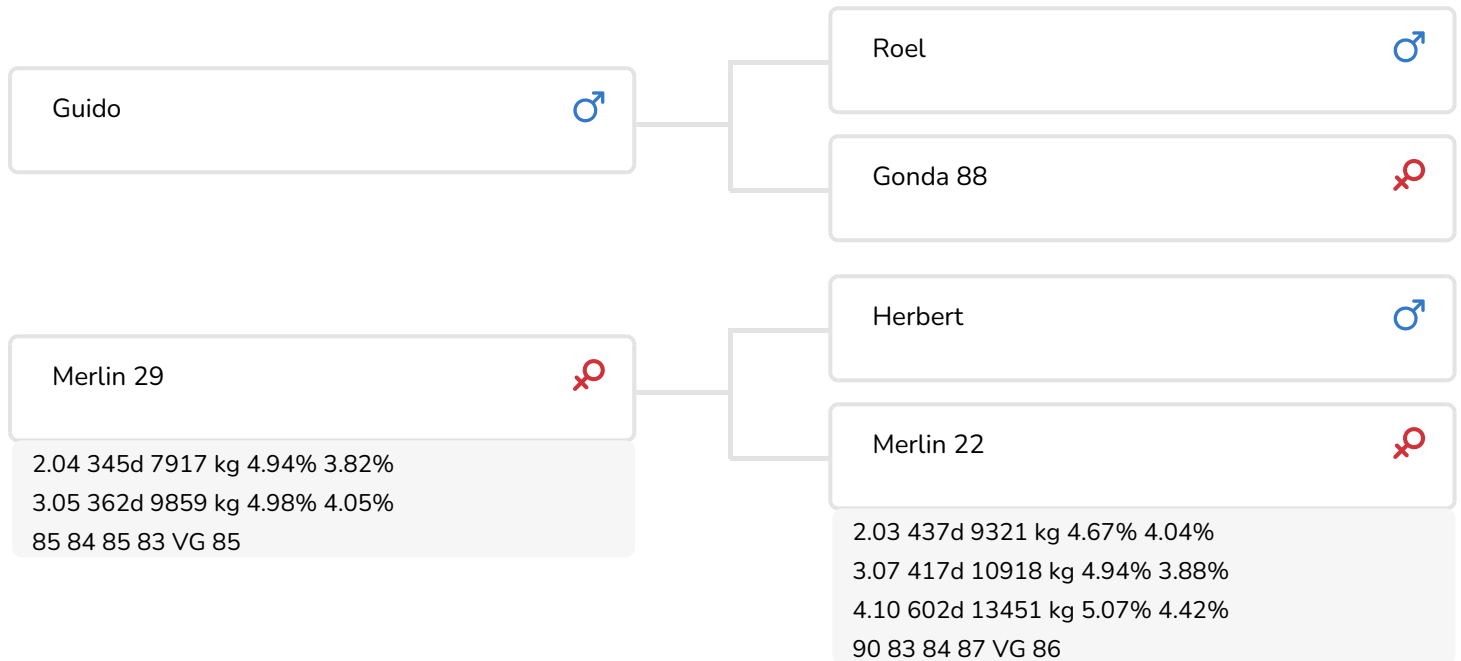 Roel
Guido
Gonda 88
Herbert
Merlin 29
Merlin 22
2.04 345d 7917 kg 4.94% 3.82%
3.05 362d 9859 kg 4.98% 4.05%
85 84 85 83 VG 85
2.03 437d 9321 kg 4.67% 4.04%
3.07 417d 10918 kg 4.94% 3.88%
4.10 602d 13451 kg 5.07% 4.42%
90 83 84 87 VG 86